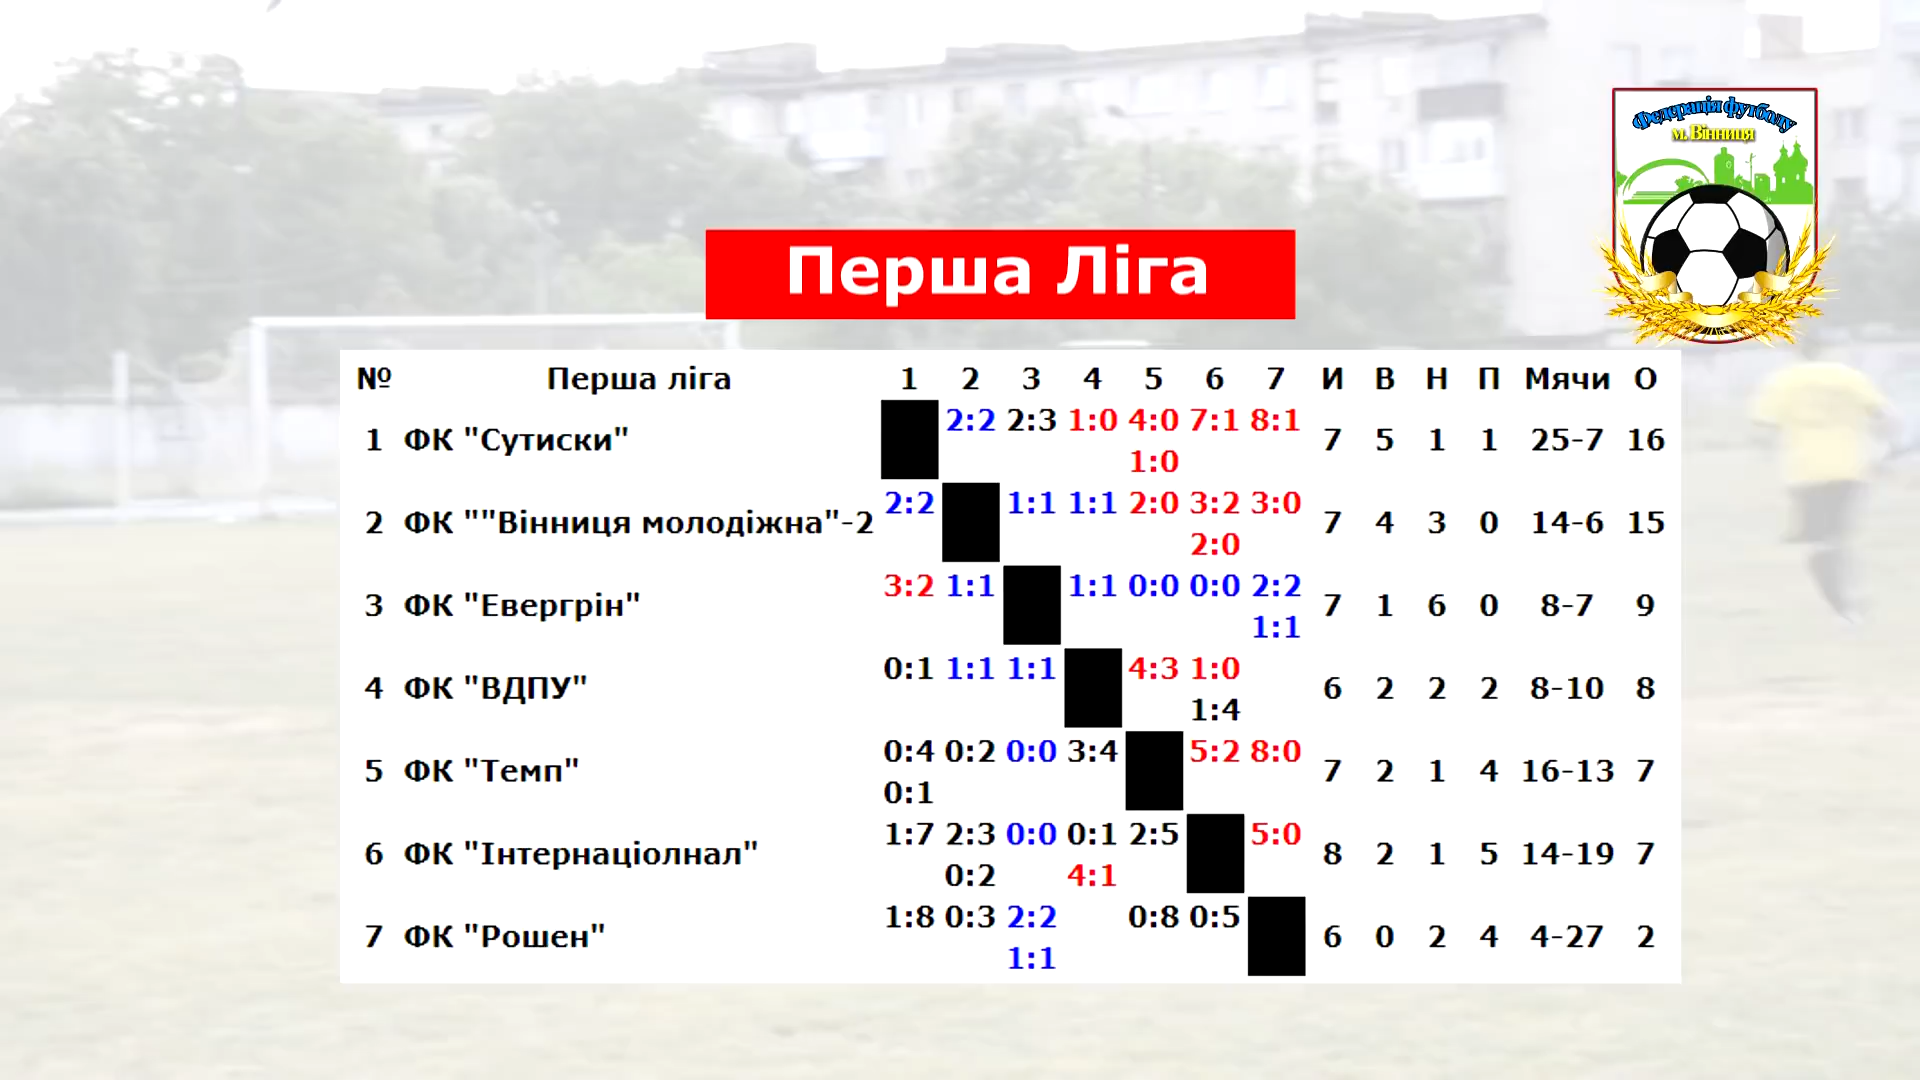 Федерація футболу
м. Вінниця
Перша Ліга
№ Перша ліга 1 2 3 4 5 6 7 И В Н П Мячи О
1 ФК "Сутиски" 2:2 2:3 1:0 4:0 7:1 8:1 7 5 1 1 25-7 16
1:0
2 ФК ""Вінниця молодіжна"-2 2:2 1:1 1:1 2:0 3:2 3:0 7 4 3 0 14-6 15
2:0
3 ФК "Евергрін" 3:2 1:1 1:1 0:0 0:0 2:2 7 1 6 0 8-7 9
1:1
4 ФК "ВДПУ" 0:1 1:1 1:1 4:3 1:0 6 2 2 2 8-10 8
1:4
5 ФК "Темп" 0:4 0:2 0:0 3:4 5:2 8:0 7 2 1 4 16-13 7
0:1
6 ФК "Інтернаціолнал" 1:7 2:3 0:0 0:1 2:5 5:0 8 2 1 5 14-19 7
0:2 4:1
7 ФК "Рошен" 1:8 0:3 2:2 0:8 0:5 6 0 2 4 4-27 2
1:1